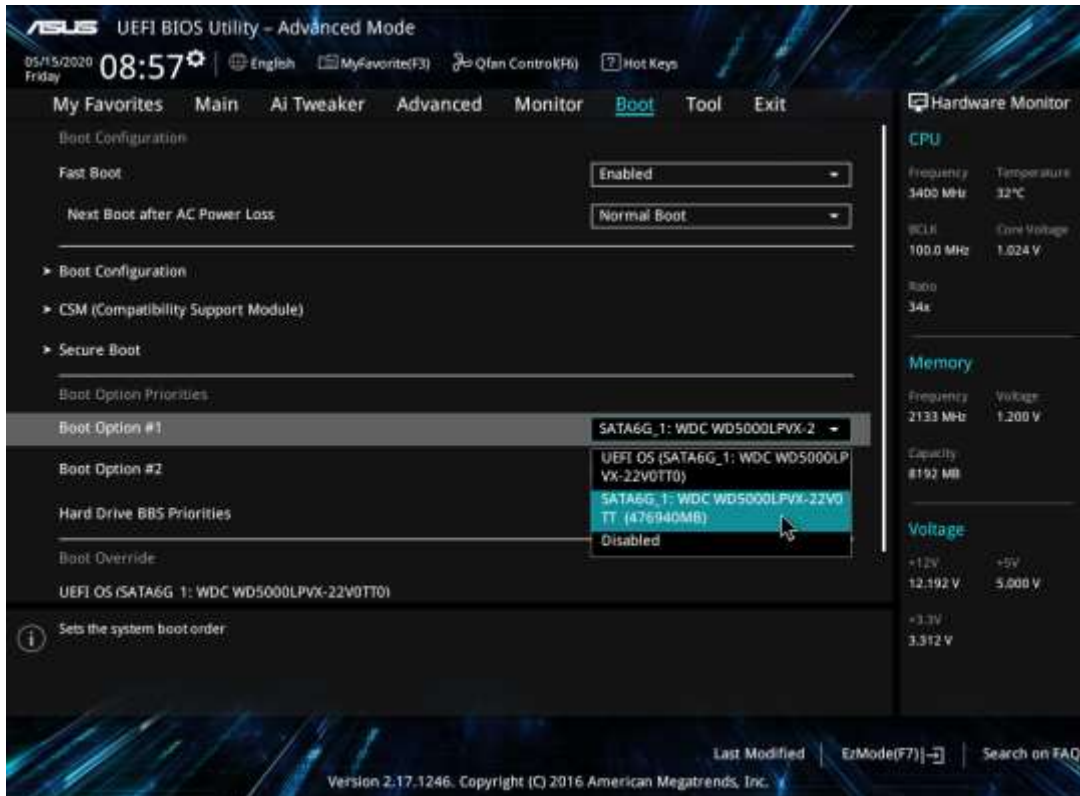 ASUS UEFI BIOS Utility – Advanced Mode
05/15/2020
Friday
08:57
English
MyFavorite(F3)
Qfan Control(F6)
? Hot Keys
My Favorites
Main
Ai Tweaker
Advanced
Monitor
Boot
Tool
Exit
Boot Configuration
Fast Boot
Enabled
Next Boot after AC Power Loss
Normal Boot
> Boot Configuration
> CSM (Compatibility Support Module)
> Secure Boot
Boot Option Priorities
Boot Option #1
SATA6G_1: WDC WD5000LPVX-2
UEFI OS (SATA6G_1: WDC WD5000LP
VX-22V0TT0)
SATA6G_1: WDC WD5000LPVX-22V0
TT (476940MB)
Disabled
Boot Option #2
Hard Drive BBS Priorities
Boot Override
UEFI OS (SATA6G_1: WDC WD5000LPVX-22V0TT0)
Sets the system boot order
Hardware Monitor
CPU
Frequency
Temperature
3400 MHz
32°C
BCLK
Core Voltage
100.0 MHz
1.024 V
Ratio
34x
Memory
Frequency
Voltage
2133 MHz
1.200 V
Capacity
8192 MB
Voltage
+12V
+5V
12.192 V
5.000 V
+3.3V
3.312 V
Last Modified
EzMode(F7)
Search on FAQ
Version 2.17.1246. Copyright (C) 2016 American Megatrends, Inc.